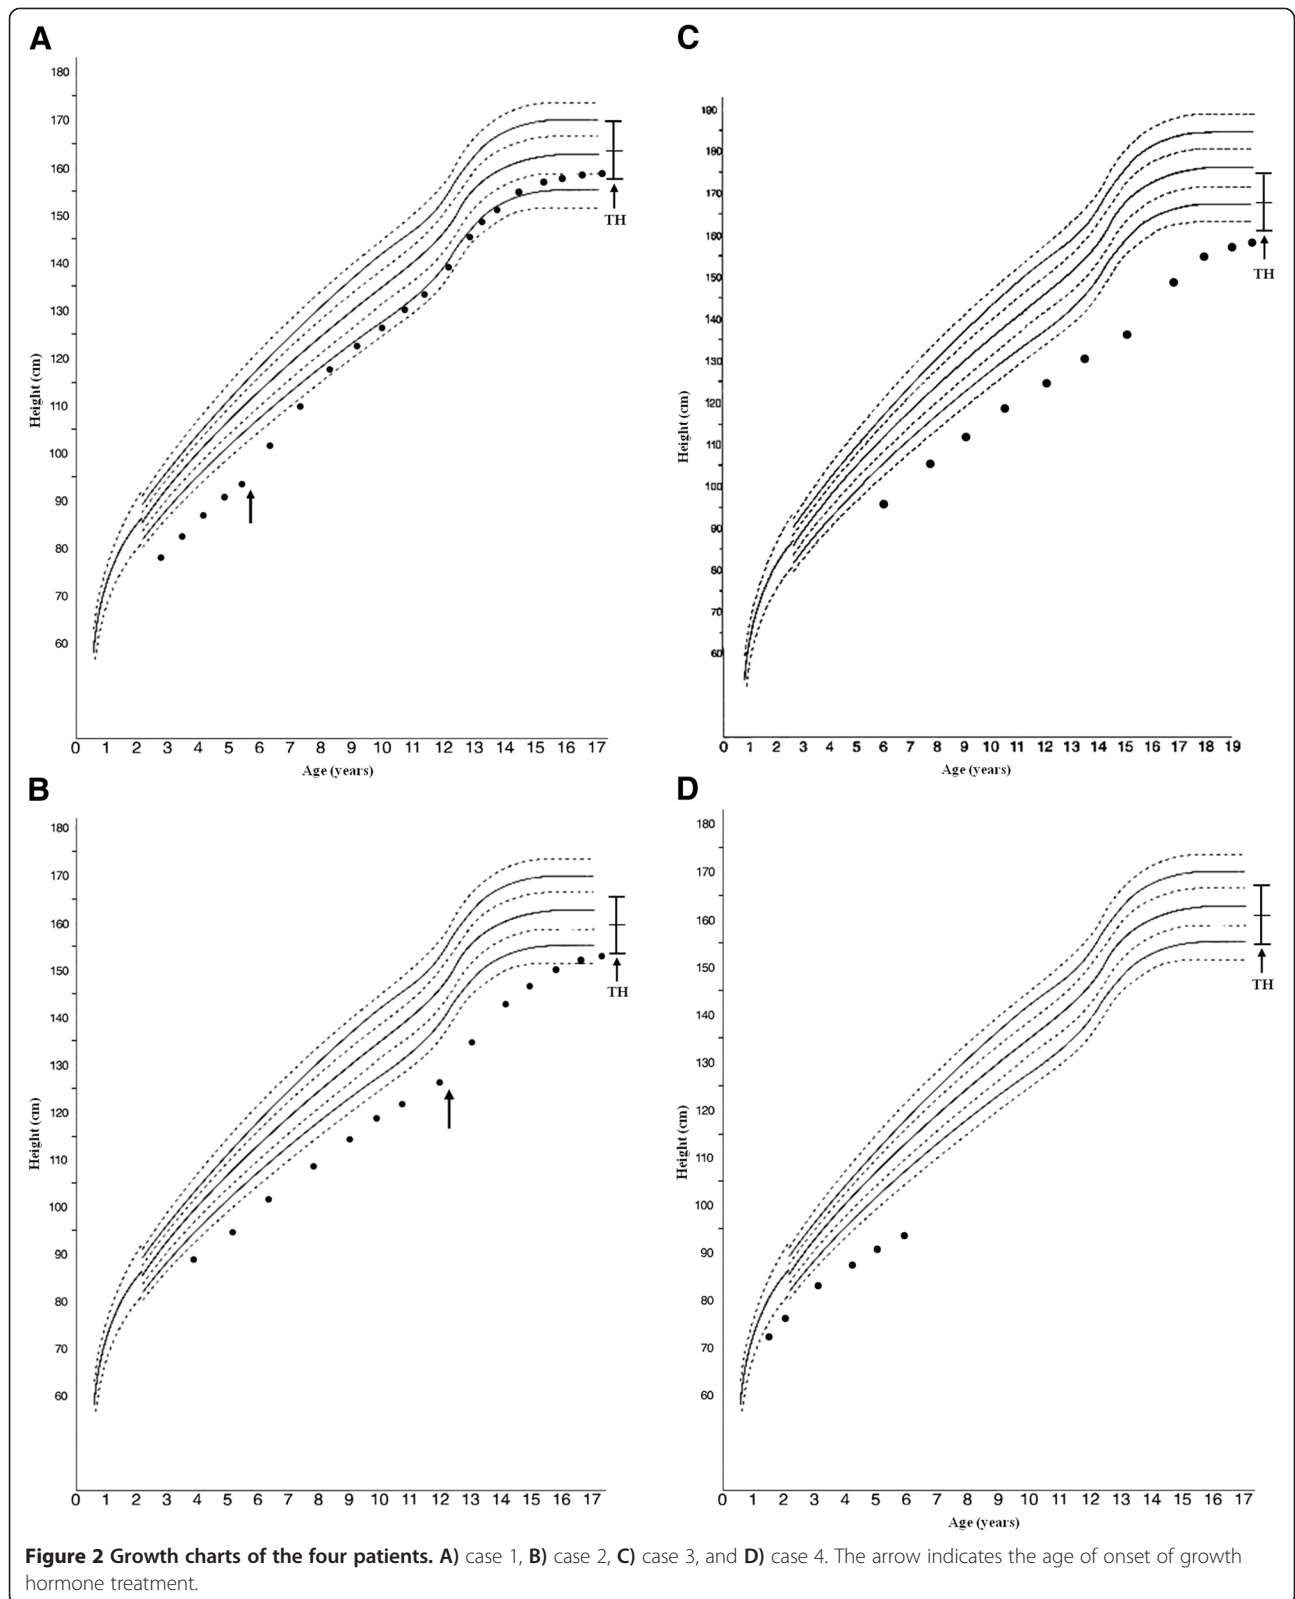 A
180
170
160
150
140
130
120
110
100
90
80
70
60
Height (cm)
TH
0 1 2 3 4 5 6 7 8 9 10 11 12 13 14 15 16 17
Age (years)
C
190
180
170
160
150
140
130
120
110
100
90
80
70
60
Height (cm)
TH
0 1 2 3 4 5 6 7 8 9 10 11 12 13 14 15 16 17 18 19
Age (years)
B
180
170
160
150
140
130
120
110
100
90
80
70
60
Height (cm)
TH
0 1 2 3 4 5 6 7 8 9 10 11 12 13 14 15 16 17
D
180
170
160
150
140
130
120
110
100
90
80
70
60
Height (cm)
TH
0 1 2 3 4 5 6 7 8 9 10 11 12 13 14 15 16 17
Age (years)
Figure 2 Growth charts of the four patients. A) case 1, B) case 2, C) case 3, and D) case 4. The arrow indicates the age of onset of growth
hormone treatment.